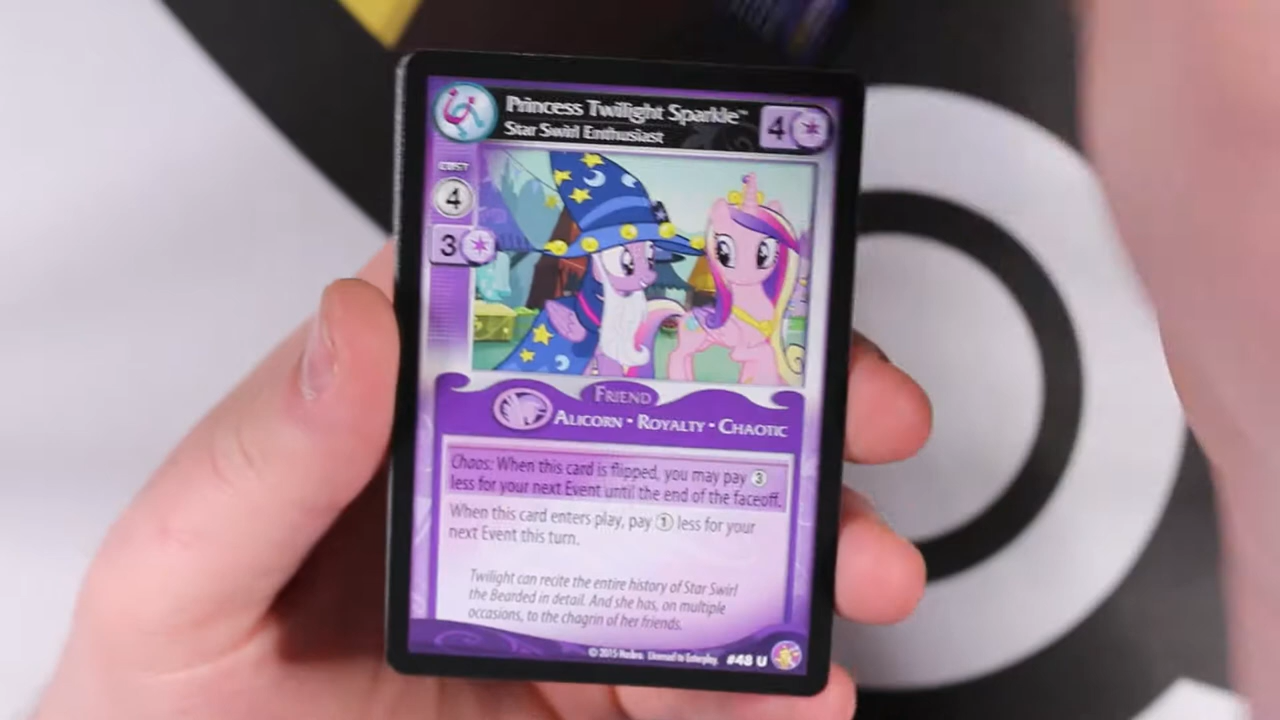 Princess Twilight Sparkle™
Star Swirl Enthusiast
4
COST
4
3
FRIEND
ALICORN • ROYALTY • CHAOTIC
Chaos: When this card is flipped, you may pay 3
less for your next Event until the end of the faceoff.
When this card enters play, pay 1 less for your
next Event this turn.
Twilight can recite the entire history of Star Swirl
the Bearded in detail. And she has, on multiple
occasions, to the chagrin of her friends.
© 2015 Hasbro. Licensed to Enterplay. #48 U